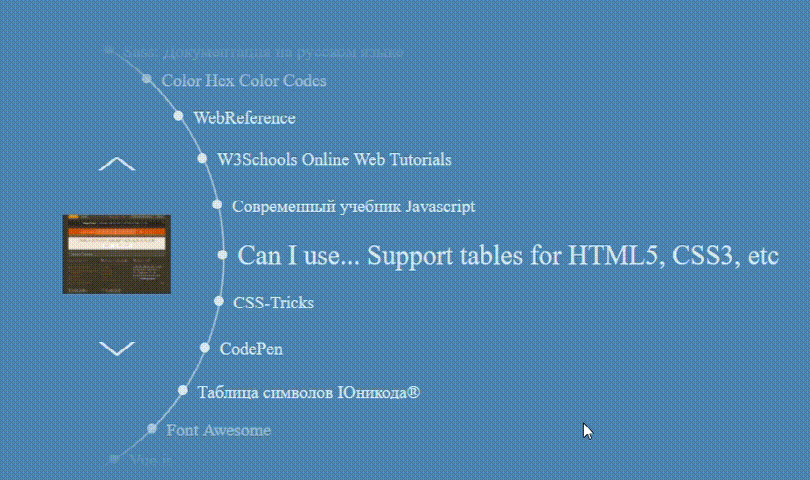 Sass: Документация на русском языке
Color Hex Color Codes
WebReference
W3Schools Online Web Tutorials
Современный учебник Javascript
Can I use... Support tables for HTML5, CSS3, etc
CSS-Tricks
CodePen
Таблица символов Юникода®
Font Awesome
Vue.js